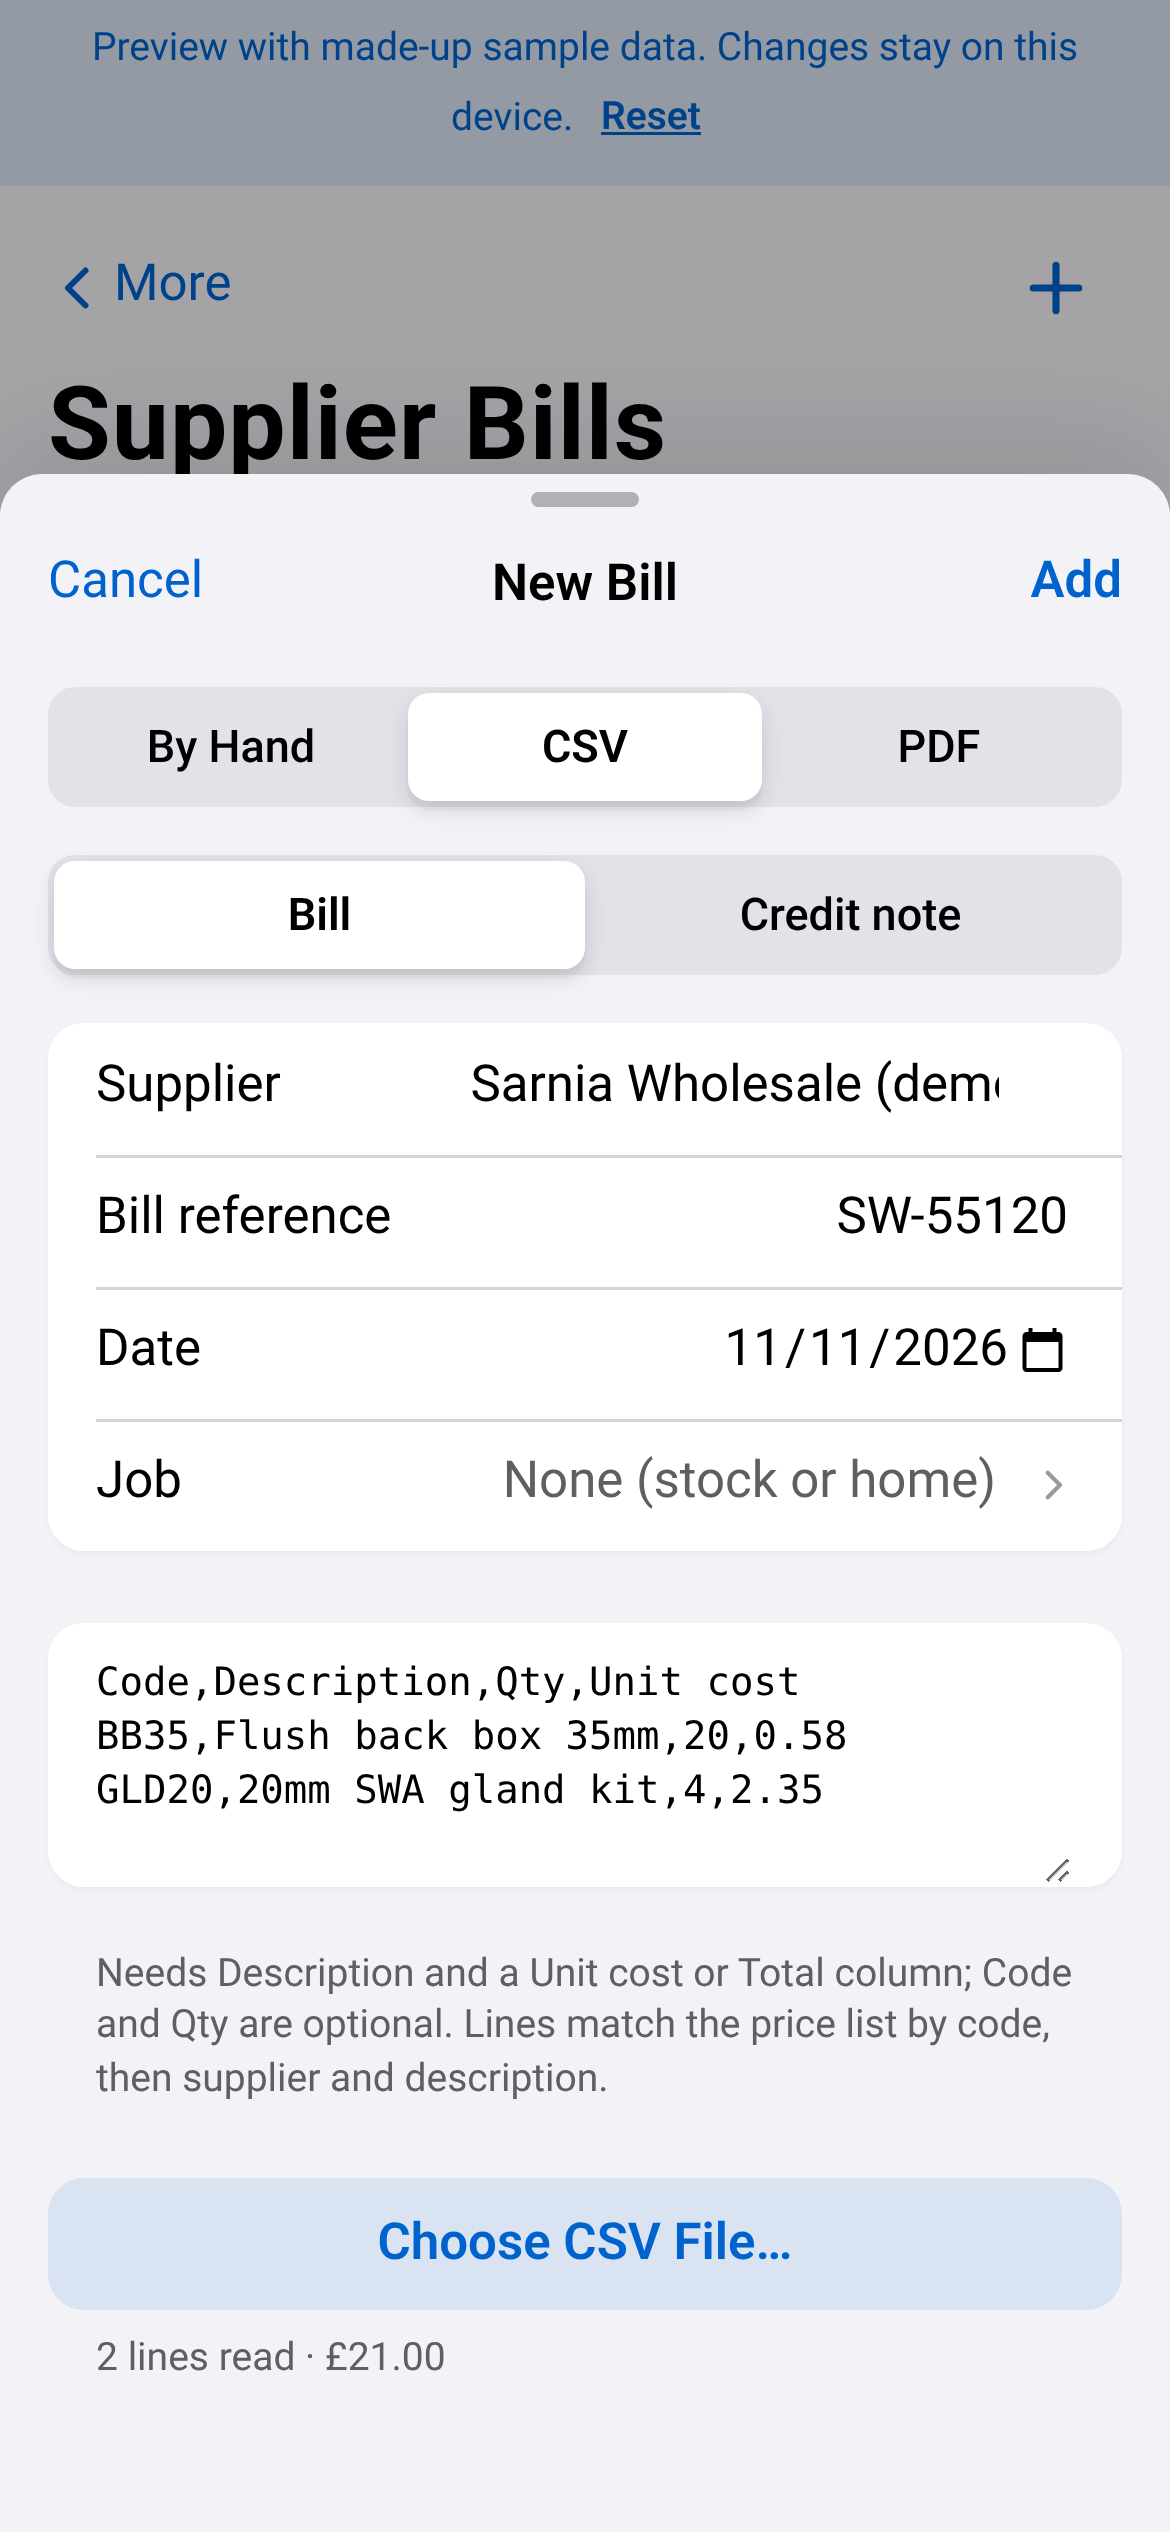 Preview with made-up sample data. Changes stay on this
device. Reset
More
Supplier Bills
Cancel
New Bill
Add
By Hand
CSV
PDF
Bill
Credit note
Supplier
Sarnia Wholesale (demo
Bill reference
SW-55120
Date
11/11/2026
Job
None (stock or home)
Code,Description,Qty,Unit cost
BB35,Flush back box 35mm,20,0.58
GLD20,20mm SWA gland kit,4,2.35
Needs Description and a Unit cost or Total column; Code
and Qty are optional. Lines match the price list by code,
then supplier and description.
Choose CSV File…
2 lines read · £21.00